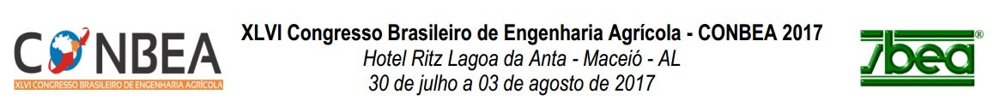 CONBEA
XLVI CONGRESSO BRASILEIRO DE ENGENHARIA AGRÍCOLA
XLVI Congresso Brasileiro de Engenharia Agrícola - CONBEA 2017
Hotel Ritz Lagoa da Anta - Maceió - AL
30 de julho a 03 de agosto de 2017
sbea®